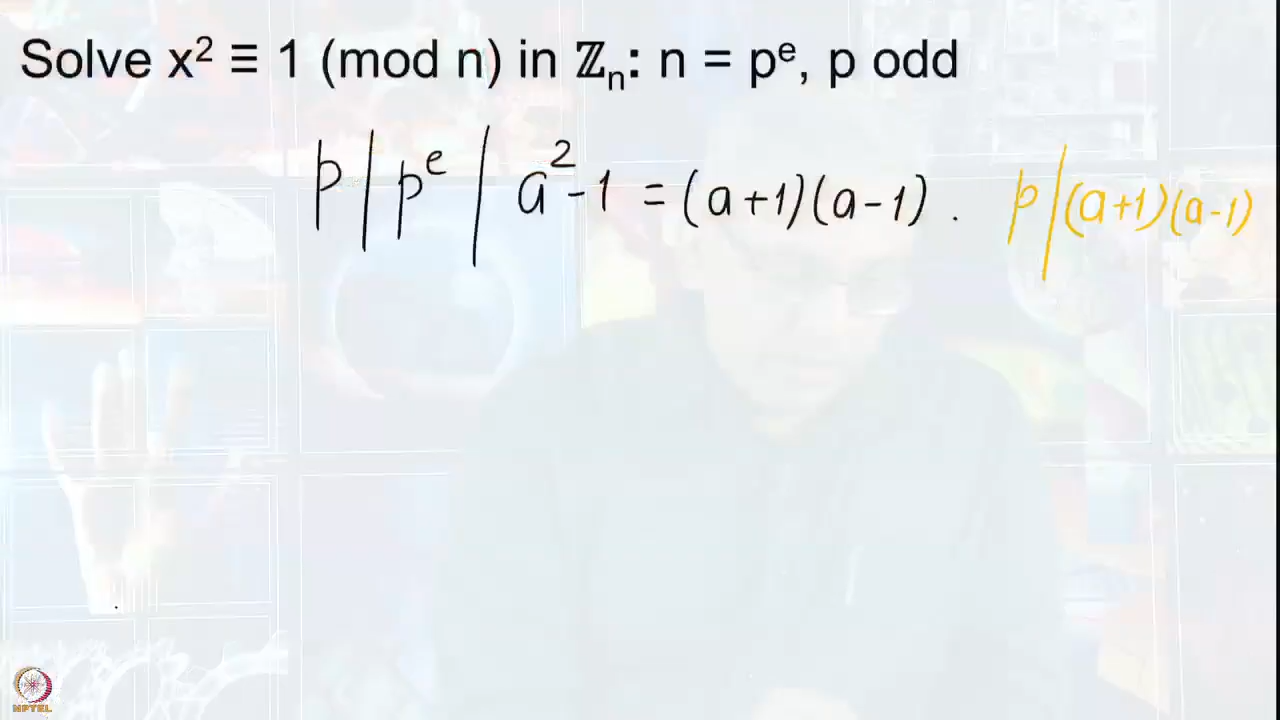 Solve x² ≡ 1 (mod n) in ℤₙ: n = pᵉ, p odd
p | pᵉ | a² - 1 = (a+1)(a-1) . p | (a+1)(a-1)
NPTEL